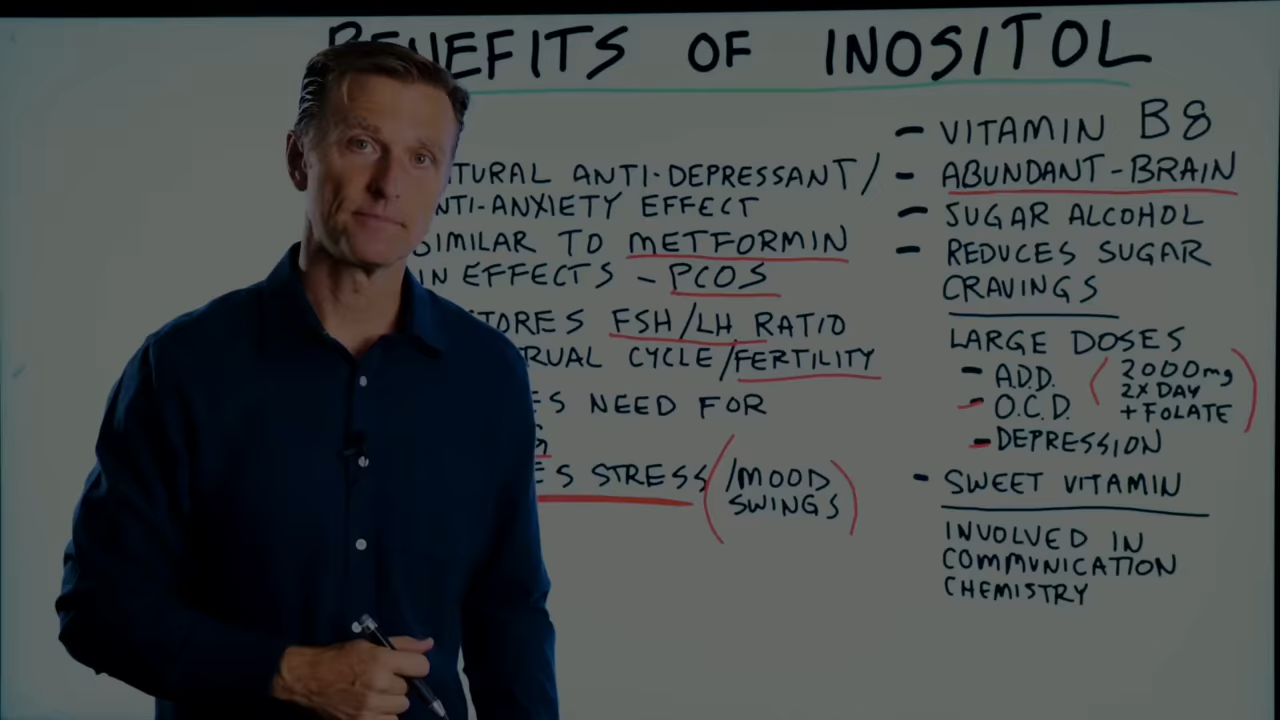 BENEFITS OF INOSITOL
TURAL ANTI-DEPRESSANT/
NTI-ANXIETY EFFECT
SIMILAR TO METFORMIN
IN EFFECTS - PCOS
TORES FSH/LH RATIO
RUAL CYCLE/FERTILITY
ES NEED FOR
ES STRESS (/MOOD
SWINGS)
- VITAMIN B8
- ABUNDANT-BRAIN
- SUGAR ALCOHOL
- REDUCES SUGAR
CRAVINGS
LARGE DOSES
- A.D.D. (2000mg
2X DAY
- O.C.D. + FOLATE)
- DEPRESSION
- SWEET VITAMIN
INVOLVED IN
COMMUNICATION
CHEMISTRY